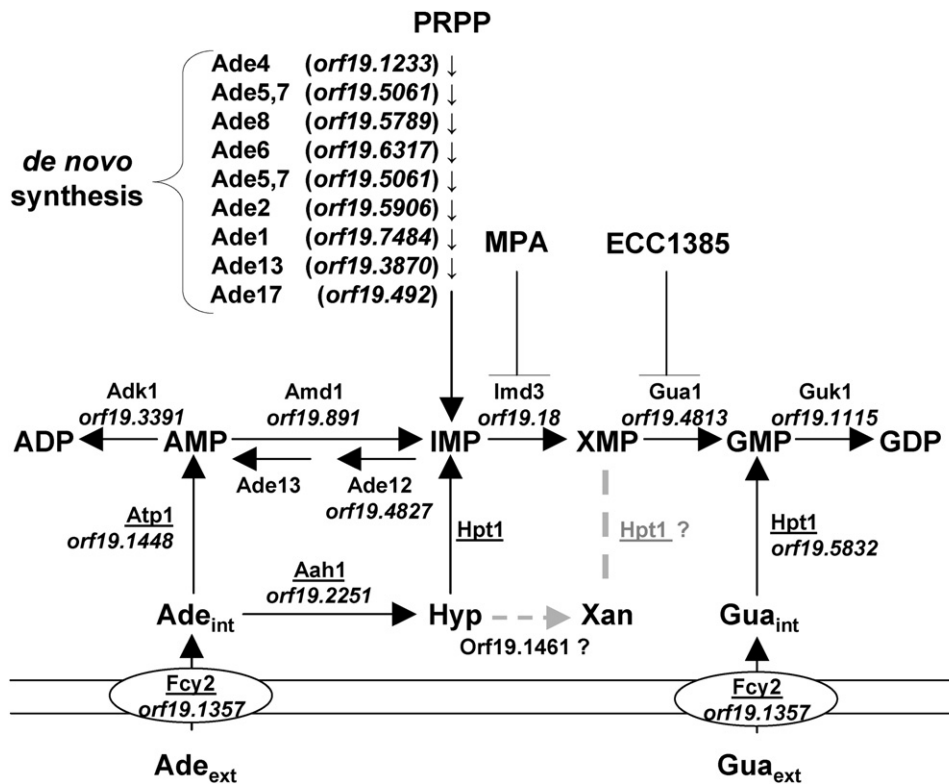 PRPP
Ade4 (orf19.1233) ↓
Ade5,7 (orf19.5061) ↓
Ade8 (orf19.5789) ↓
Ade6 (orf19.6317) ↓
de novo
synthesis
Ade5,7 (orf19.5061) ↓
Ade2 (orf19.5906) ↓
Ade1 (orf19.7484) ↓
Ade13 (orf19.3870) ↓
Ade17 (orf19.492) ↓
MPA
ECC1385
Adk1
orf19.3391
Amd1
orf19.891
Imd3
orf19.18
Gua1
orf19.4813
Guk1
orf19.1115
ADP AMP IMP XMP GMP GDP
Ade13
Ade12
orf19.4827
Atp1
orf19.1448
Hpt1
Hpt1 ?
Hpt1
orf19.5832
Aah1
orf19.2251
Ade_int Hyp Xan Gua_int
Orf19.1461 ?
Fcy2
orf19.1357
Fcy2
orf19.1357
Ade_ext Gua_ext